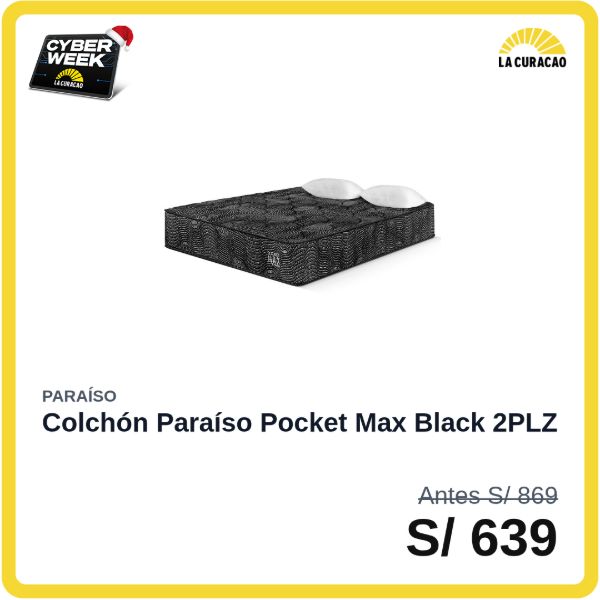 CYBER
WEEK
LA CURACAO
LA CURACAO
PARAÍSO
Colchón Paraíso Pocket Max Black 2PLZ
Antes S/ 869
S/ 639